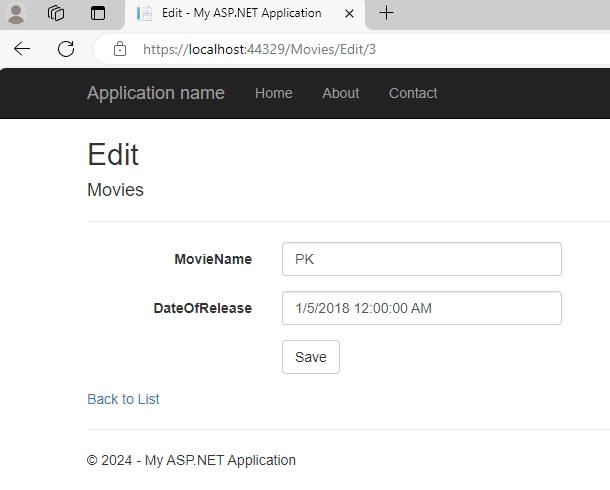 Edit - My ASP.NET Application
https://localhost:44329/Movies/Edit/3
Application name Home About Contact
Edit
Movies
MovieName PK
DateOfRelease 1/5/2018 12:00:00 AM
Save
Back to List
© 2024 - My ASP.NET Application